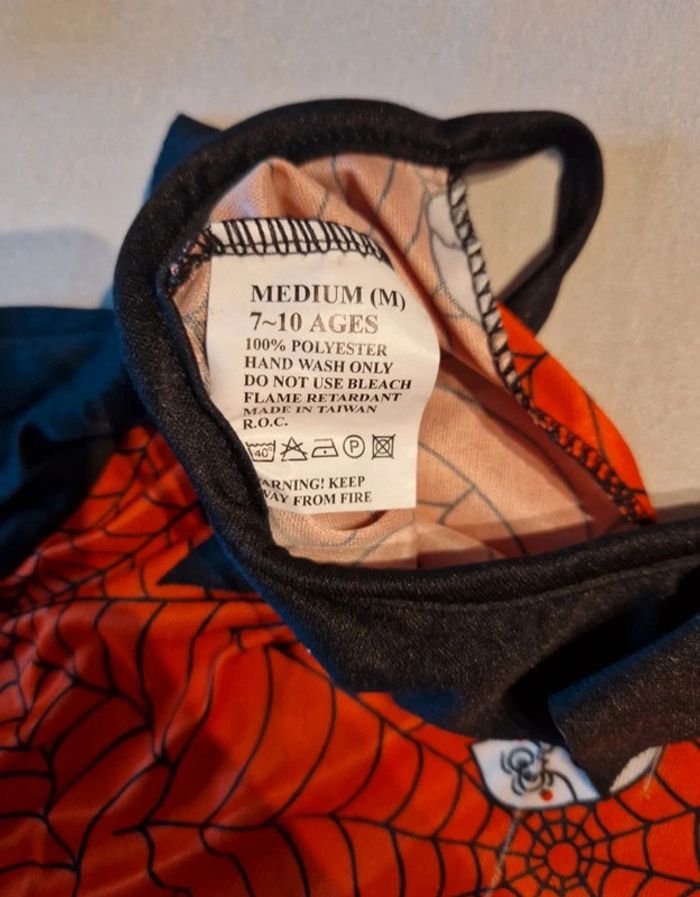 MEDIUM (M)
7~10 AGES
100% POLYESTER
HAND WASH ONLY
DO NOT USE BLEACH
FLAME RETARDANT
MADE IN TAIWAN
R.O.C.
40° P
ARNING! KEEP
WAY FROM FIRE